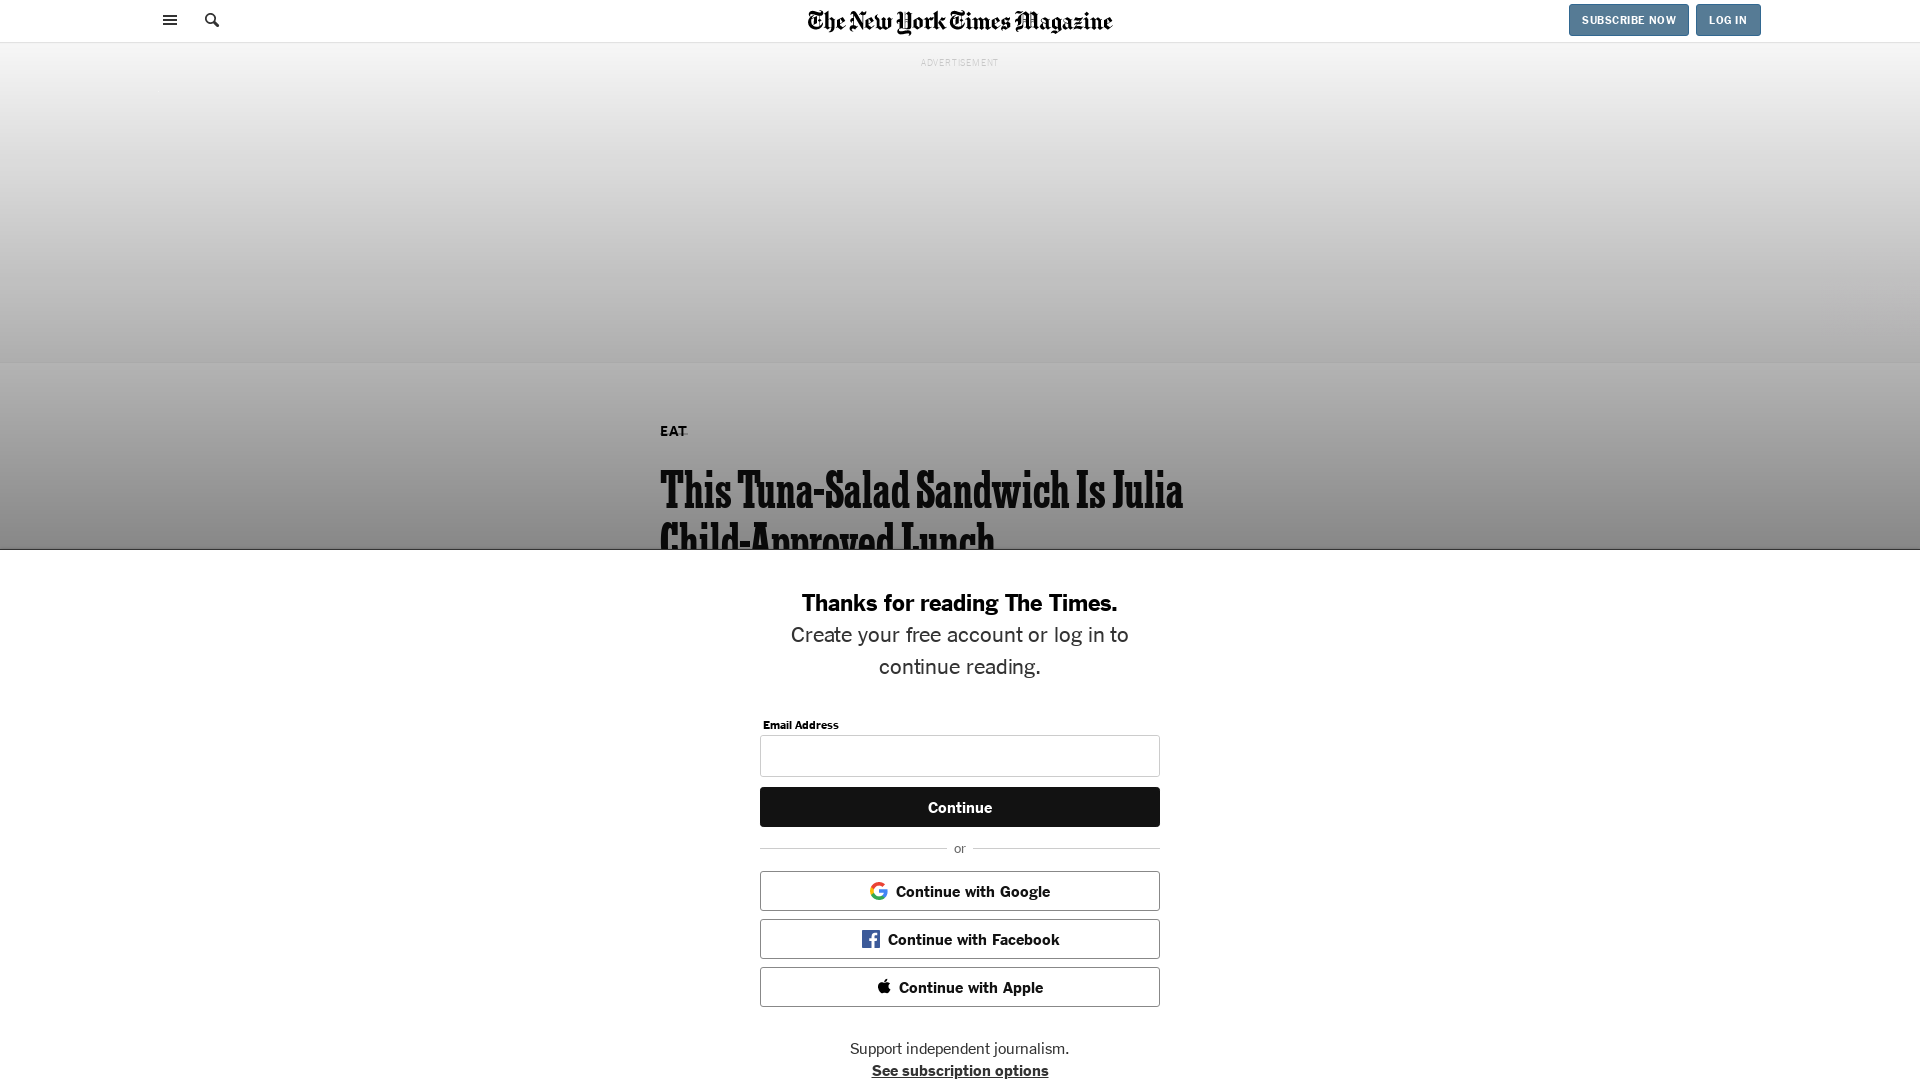 The New York Times Magazine
SUBSCRIBE NOW
LOG IN
ADVERTISEMENT
EAT
This Tuna-Salad Sandwich Is Julia
Child-Approved Lunch
Thanks for reading The Times.
Create your free account or log in to
continue reading.
Email Address
Continue
or
Continue with Google
Continue with Facebook
Continue with Apple
Support independent journalism.
See subscription options